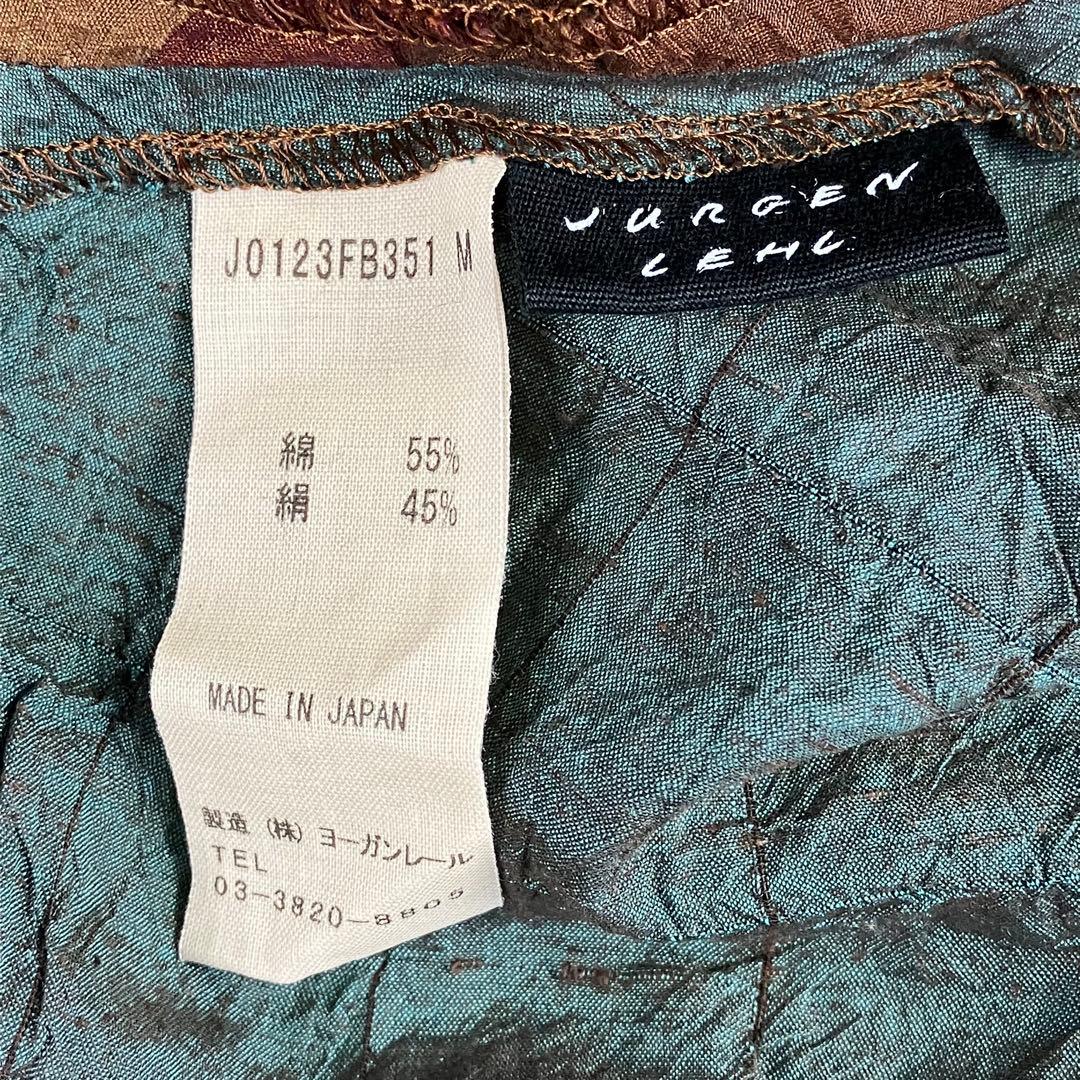 J0123FB351 M
綿 55%
絹 45%
MADE IN JAPAN
製造 (株) ヨーガンレール
TEL
03-3820-8805
JURGEN
LEHL